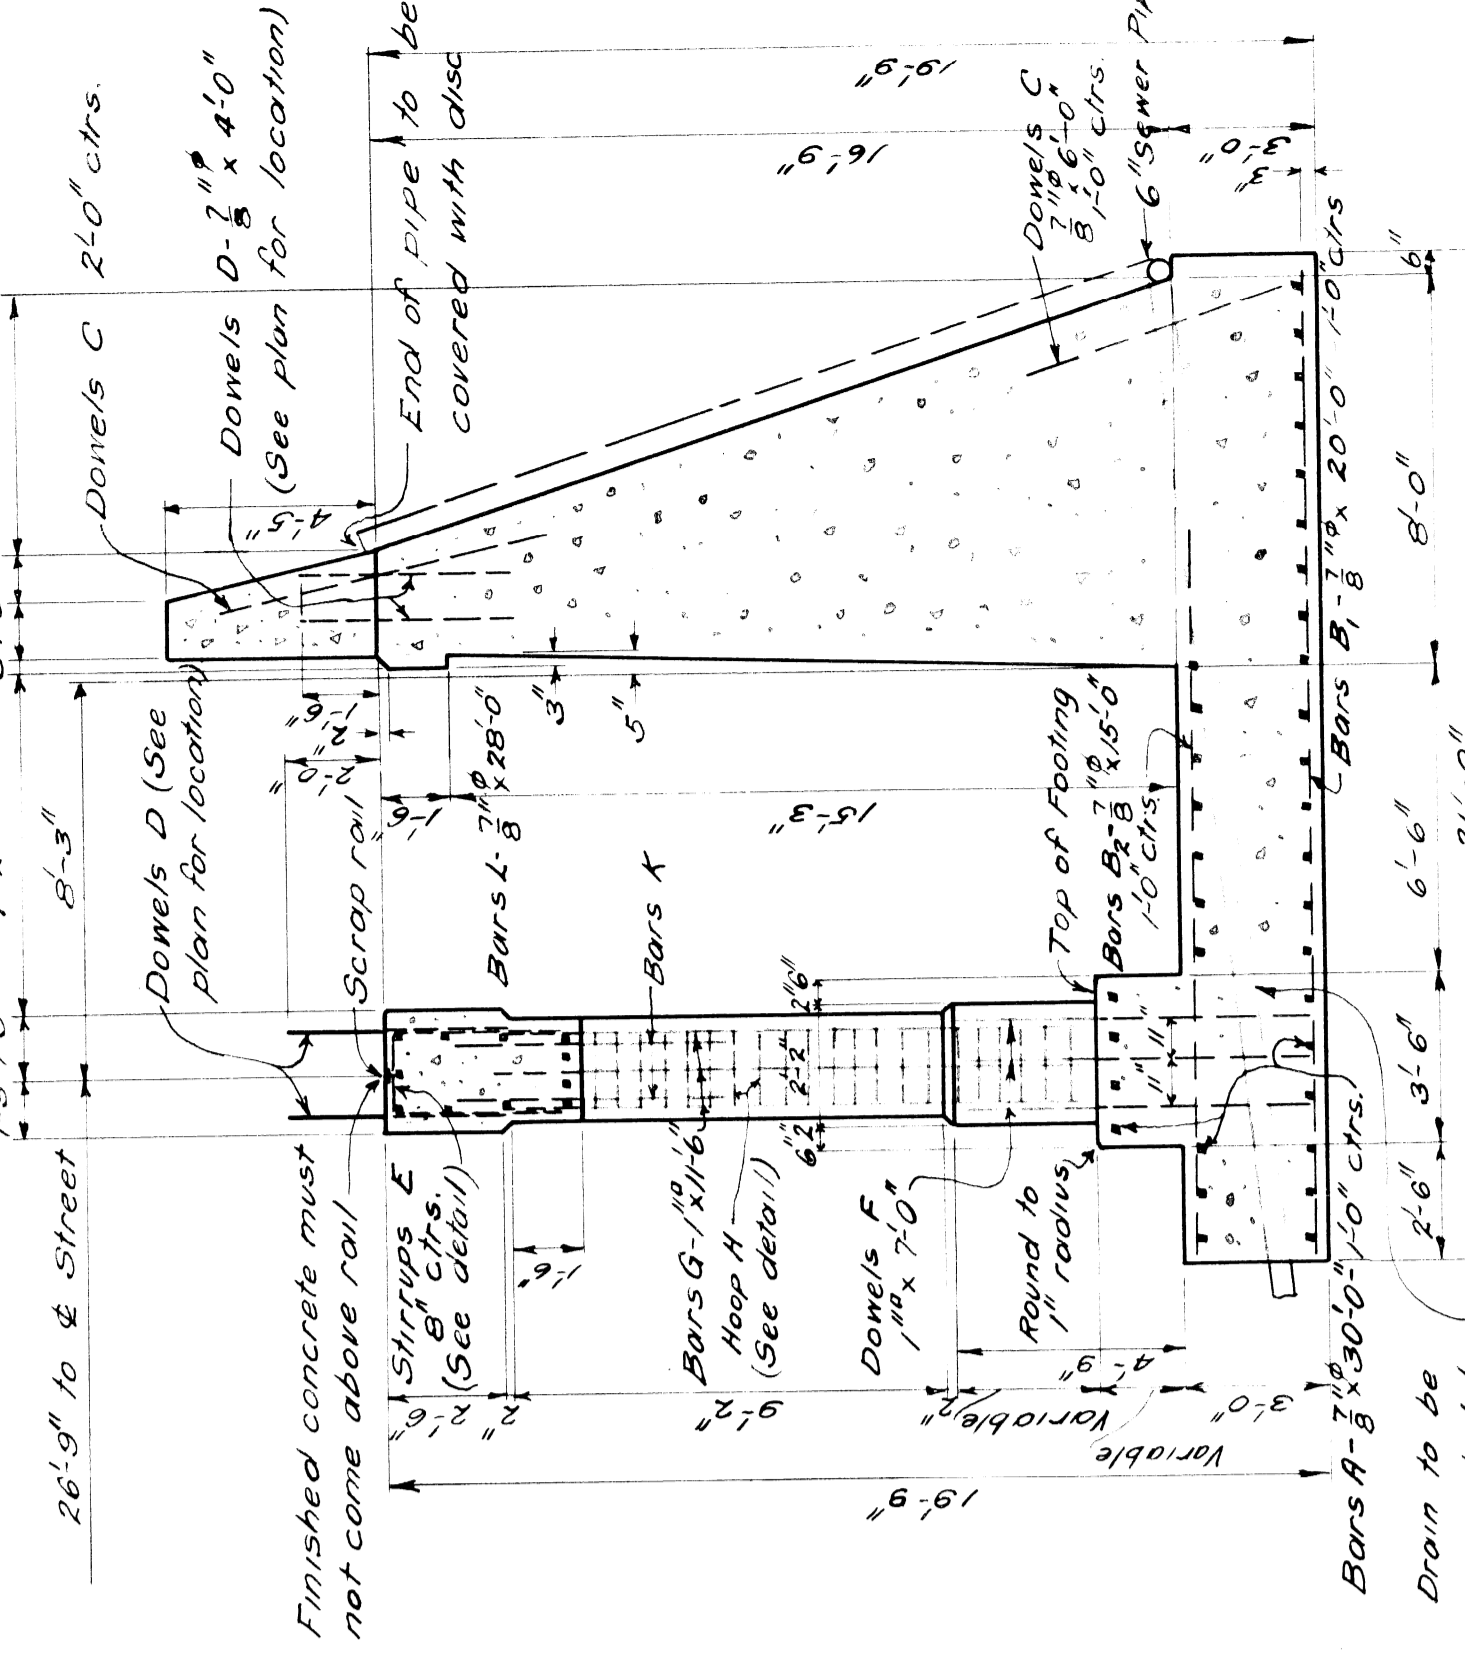 26'-9" to ℄ Street
8'-3"
Finished concrete must
not come above rail
Scrap rail
Dowels D (See
plan for location)
Dowels C 2'-0" ctrs.
Dowels D-⅞"ᶲ x 4'-0"
(See plan for location)
4'-5"
End of pipe to be
covered with disc
1'-6"
2"
2'-0"
1'-6"
3"
5"
15'-3"
16'-9"
19'-9"
3'-0"
3"
Dowels C
⅞"ᶲ x 6'-0"
1'-0" ctrs.
6" Sewer
Stirrups E
8" ctrs.
(See detail)
1'-6"
Bars L-⅞"ᶲ x 28'-0"
Bars K
Bars G-1"⌑ x 11'-6"
Hoop H
(See detail)
6"
2
2'-2"
2"
6"
Dowels F
1"⌑ x 7'-0"
Round to
1" radius
Top of Footing
Bars B₂-⅞"ᶲ x 15'-0"
1'-0" ctrs.
11"
11"
2'-6"
2"
9'-2"
2"
Variable
4'-9"
Variable
3'-0"
19'-9"
Bars A-⅞"ᶲ x 30'-0"-1'-0" ctrs.
Bars B₁-⅞"ᶲ x 20'-0" 1'-0" ctrs
2'-6"
3'-6"
6'-6"
8'-0"
6"
Drain to be